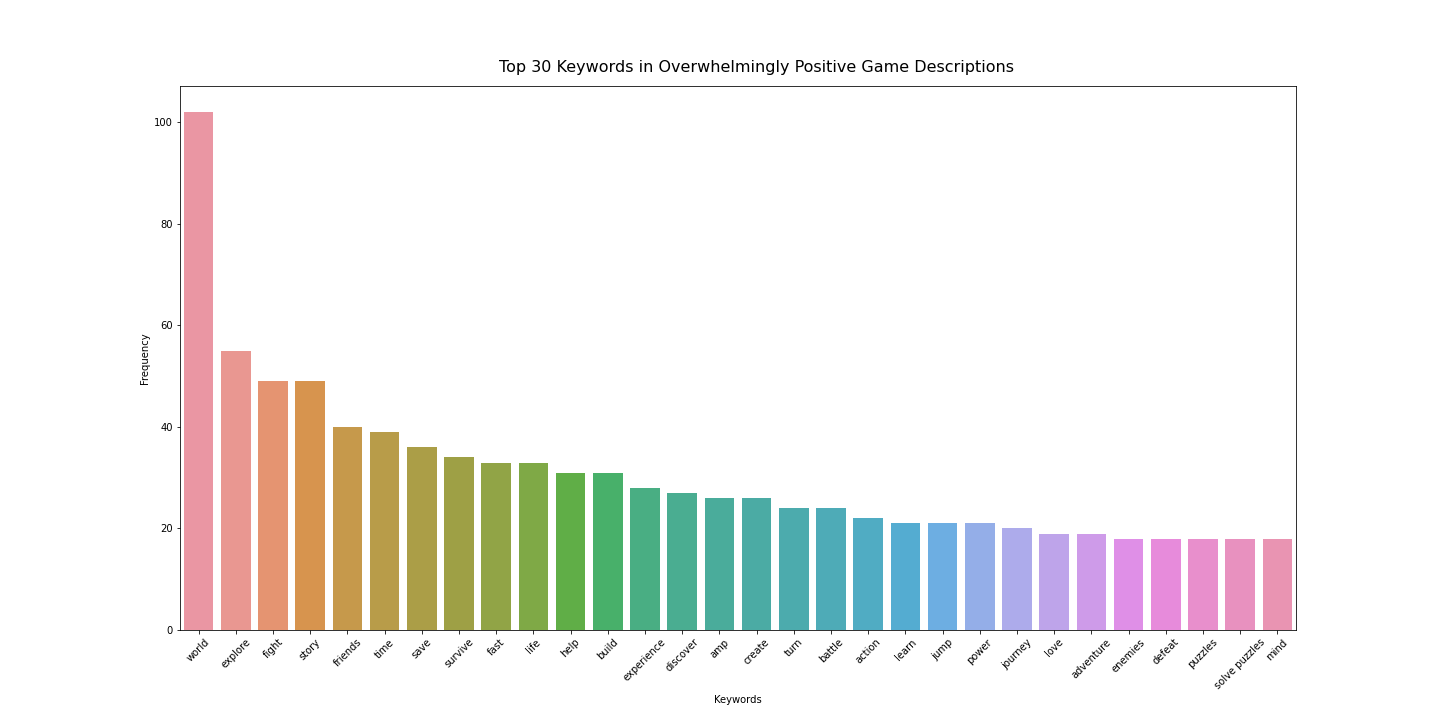 Top 30 Keywords in Overwhelmingly Positive Game Descriptions
100
80
60
40
20
0
Frequency
world
explore
fight
story
friends
time
save
survive
fast
life
help
build
experience
discover
amp
create
turn
battle
action
learn
jump
power
journey
love
adventure
enemies
defeat
puzzles
solve puzzles
mind
Keywords